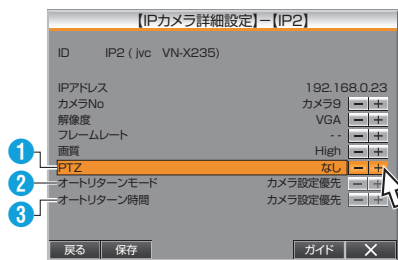 【IPカメラ詳細設定】－【IP2】
ID IP2 ( jvc VN-X235)
IPアドレス 192.168.0.23
カメラNo カメラ9 － ＋
解像度 VGA － ＋
フレームレート - - － ＋
画質 High － ＋
1 PTZ なし － ＋
2 オートリターンモード カメラ設定優先 － ＋
3 オートリターン時間 カメラ設定優先 － ＋
戻る 保存 ガイド X